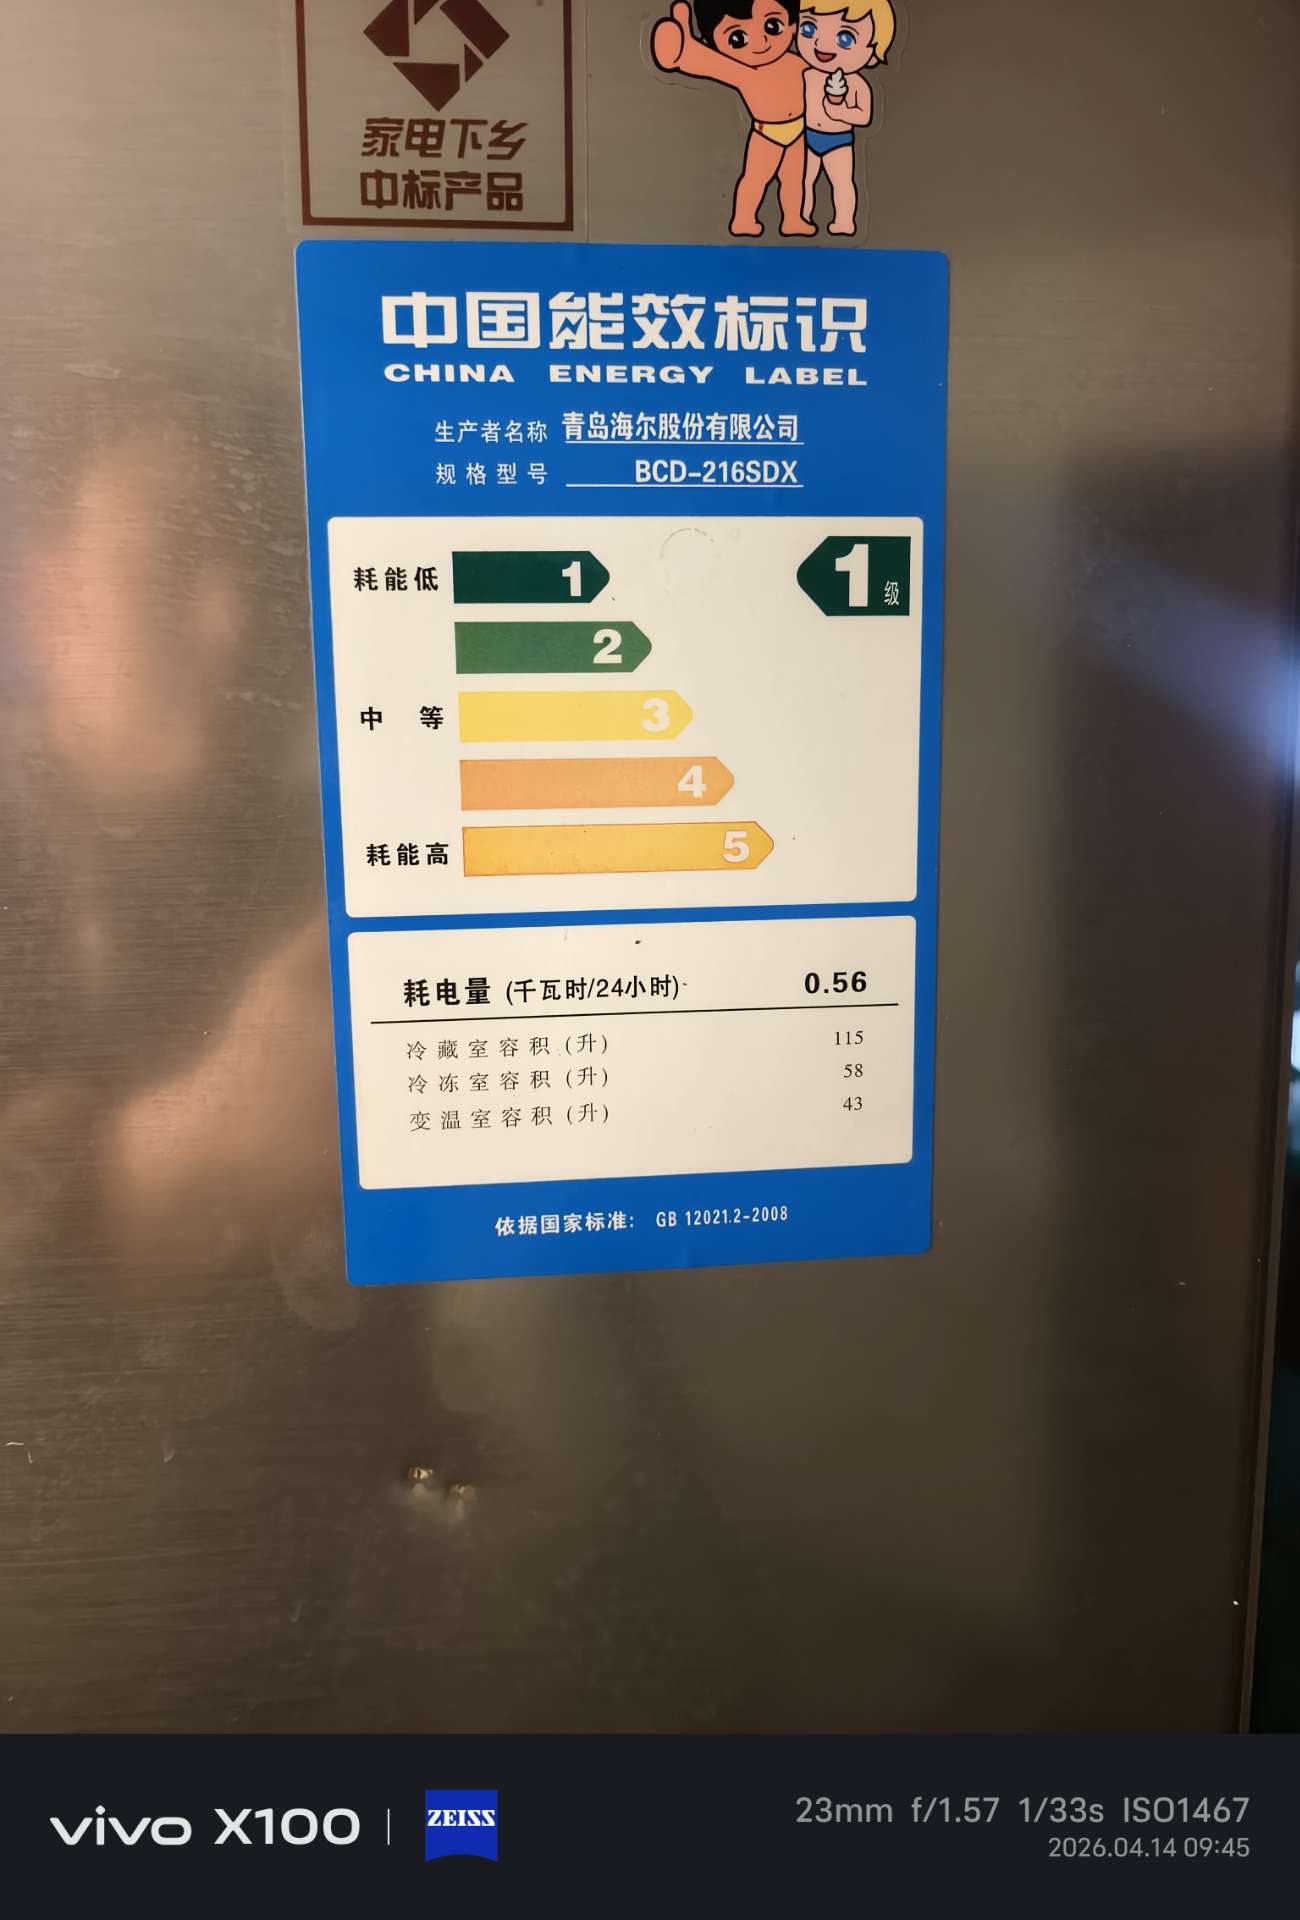 家电下乡
中标产品
中国能效标识
CHINA ENERGY LABEL
生产者名称 青岛海尔股份有限公司
规格型号 BCD-216SDX
耗能低 1 1级
2
中 等 3
4
耗能高 5
耗电量 (千瓦时/24小时) 0.56
冷藏室容积(升) 115
冷冻室容积(升) 58
变温室容积(升) 43
依据国家标准: GB 12021.2-2008
vivo X100 | ZEISS
23mm f/1.57 1/33s ISO1467
2026.04.14 09:45